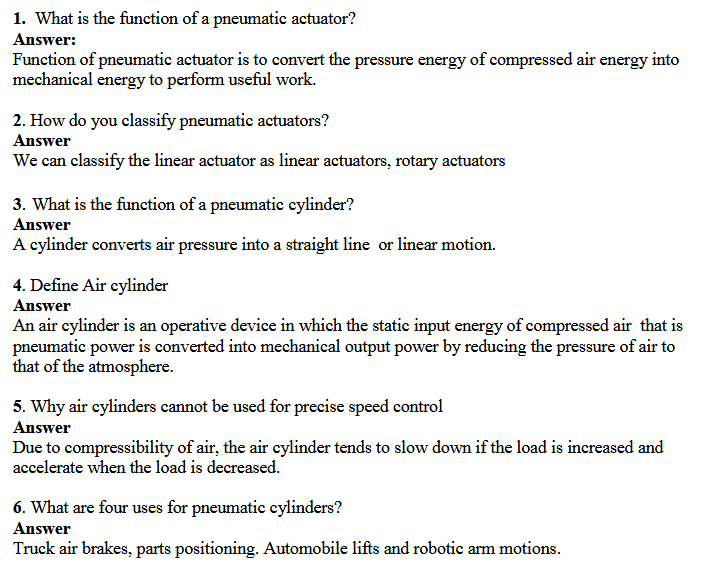 1. What is the function of a pneumatic actuator?
Answer:
Function of pneumatic actuator is to convert the pressure energy of compressed air energy into
mechanical energy to perform useful work.
2. How do you classify pneumatic actuators?
Answer
We can classify the linear actuator as linear actuators, rotary actuators
3. What is the function of a pneumatic cylinder?
Answer
A cylinder converts air pressure into a straight line or linear motion.
4. Define Air cylinder
Answer
An air cylinder is an operative device in which the static input energy of compressed air that is
pneumatic power is converted into mechanical output power by reducing the pressure of air to
that of the atmosphere.
5. Why air cylinders cannot be used for precise speed control
Answer
Due to compressibility of air, the air cylinder tends to slow down if the load is increased and
accelerate when the load is decreased.
6. What are four uses for pneumatic cylinders?
Answer
Truck air brakes, parts positioning. Automobile lifts and robotic arm motions.